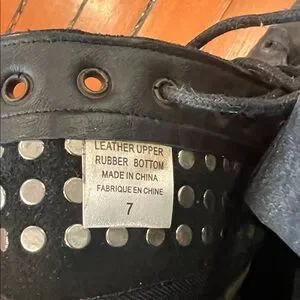 LEATHER UPPER
RUBBER BOTTOM
MADE IN CHINA
FABRIQUE EN CHINE
7